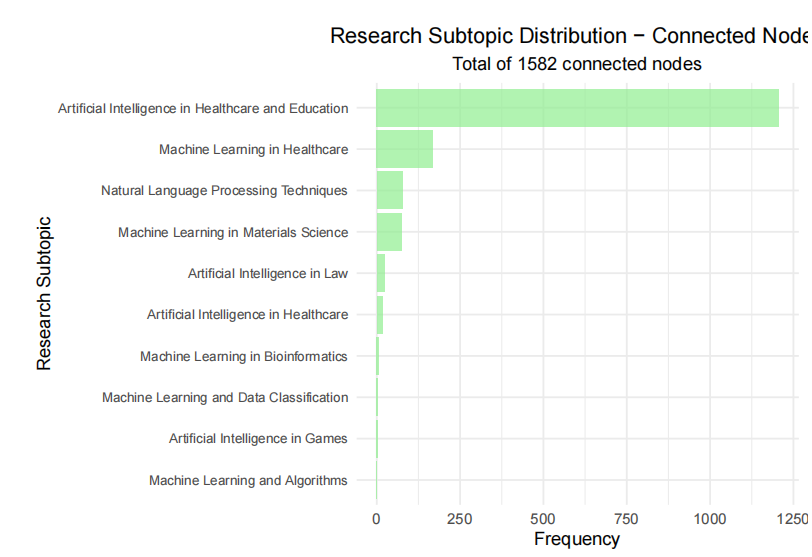 Research Subtopic Distribution − Connected Node
Total of 1582 connected nodes
Research Subtopic
Artificial Intelligence in Healthcare and Education
Machine Learning in Healthcare
Natural Language Processing Techniques
Machine Learning in Materials Science
Artificial Intelligence in Law
Artificial Intelligence in Healthcare
Machine Learning in Bioinformatics
Machine Learning and Data Classification
Artificial Intelligence in Games
Machine Learning and Algorithms
0 250 500 750 1000 1250
Frequency